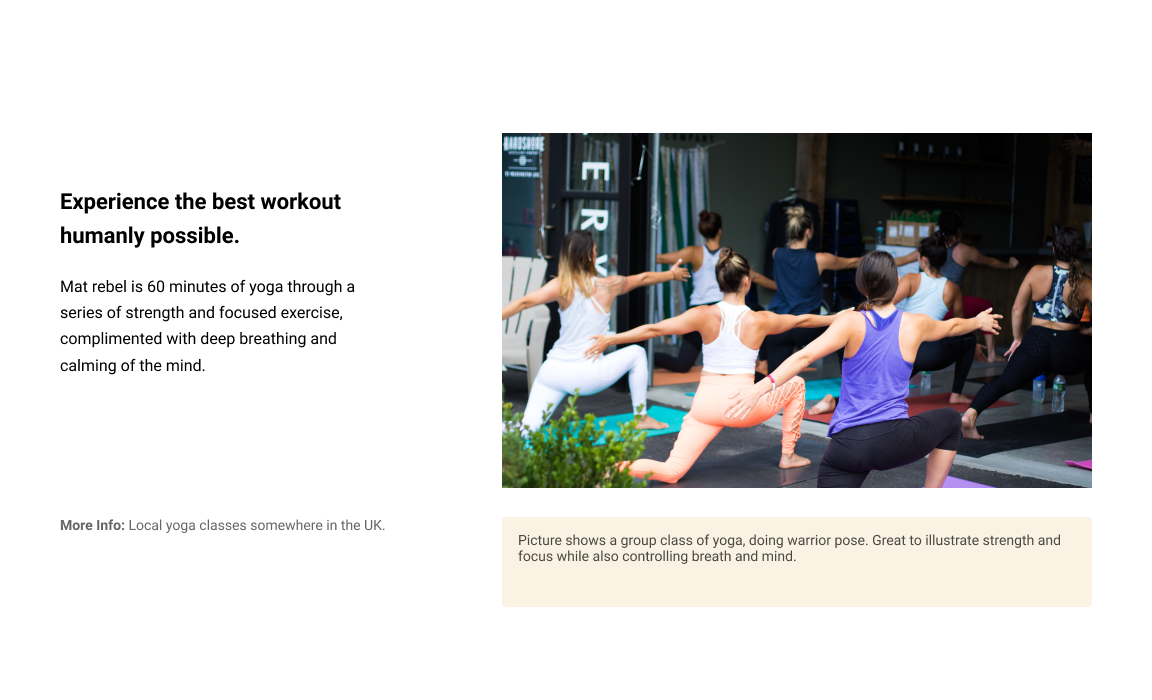 Experience the best workout
humanly possible.
Mat rebel is 60 minutes of yoga through a
series of strength and focused exercise,
complimented with deep breathing and
calming of the mind.
More Info: Local yoga classes somewhere in the UK.
HARDSHORE
E
R
Y
COMPANY
Picture shows a group class of yoga, doing warrior pose. Great to illustrate strength and
focus while also controlling breath and mind.